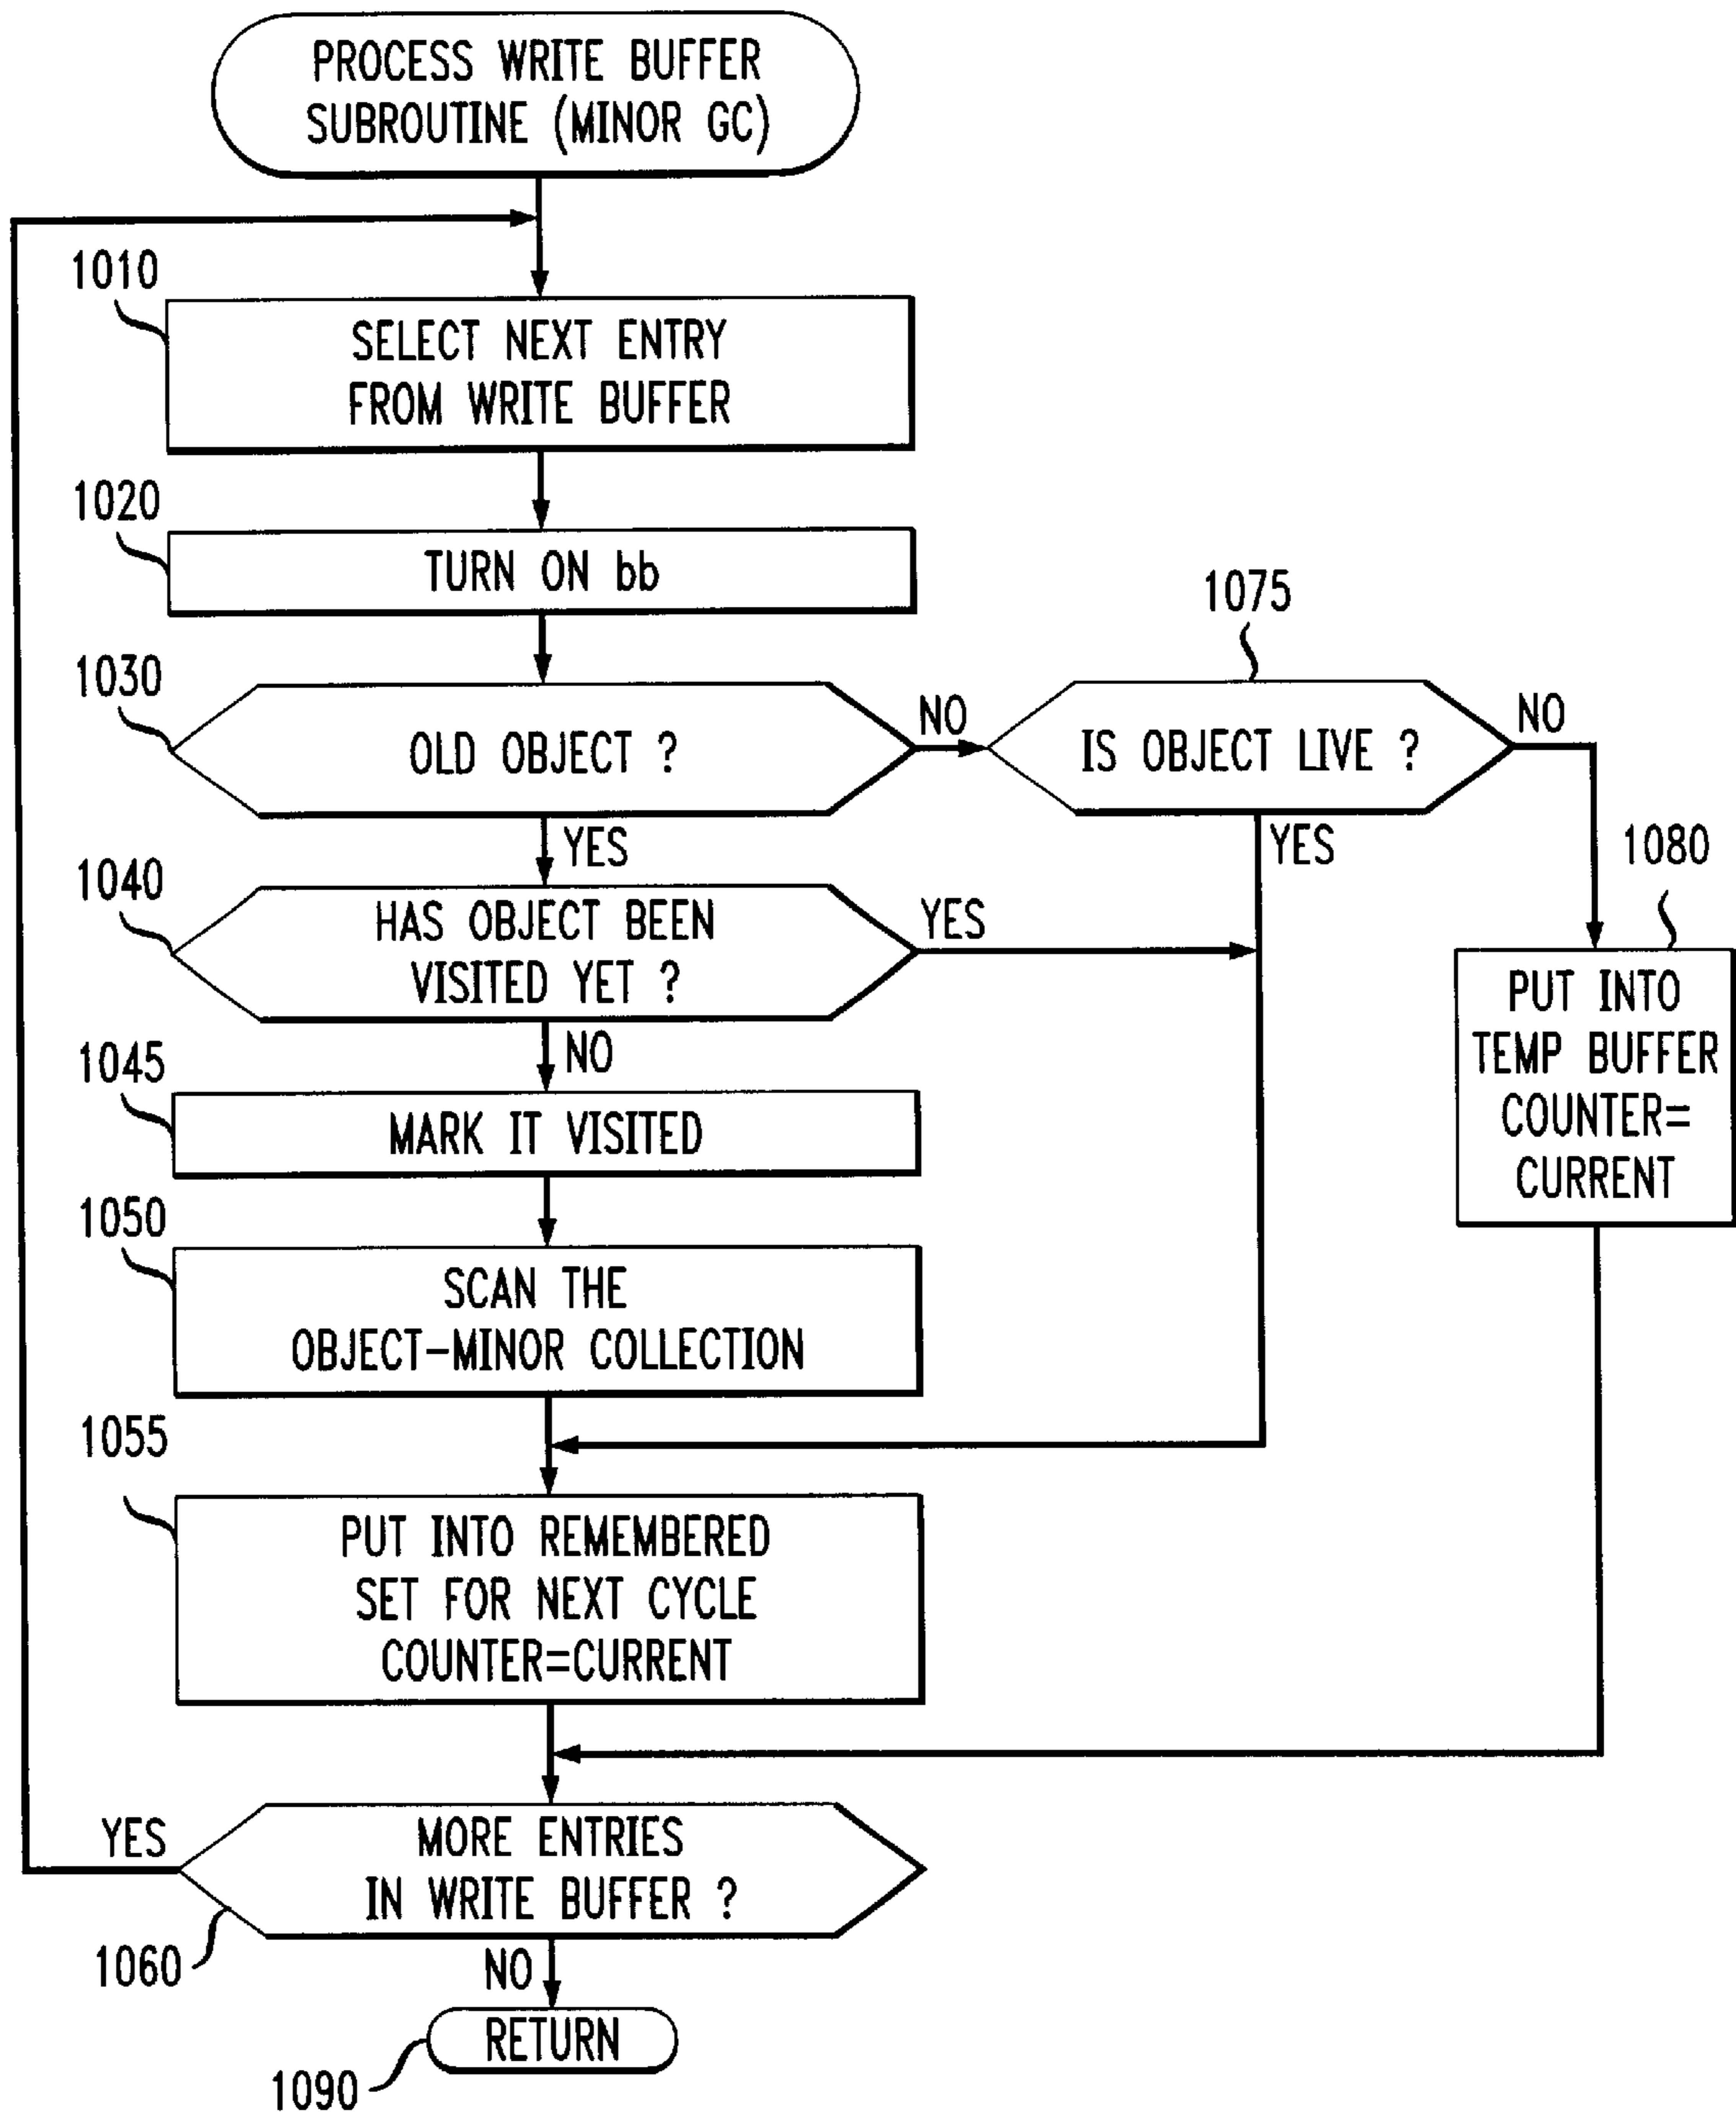 PROCESS WRITE BUFFER
SUBROUTINE (MINOR GC)
1010
SELECT NEXT ENTRY
FROM WRITE BUFFER
1020
TURN ON bb
1030
OLD OBJECT ?
NO
1075
IS OBJECT LIVE ?
NO
YES
YES
1040
HAS OBJECT BEEN
VISITED YET ?
YES
1080
PUT INTO
TEMP BUFFER
COUNTER=
CURRENT
NO
1045
MARK IT VISITED
1050
SCAN THE
OBJECT-MINOR COLLECTION
1055
PUT INTO REMEMBERED
SET FOR NEXT CYCLE
COUNTER=CURRENT
YES
MORE ENTRIES
IN WRITE BUFFER ?
1060
NO
RETURN
1090